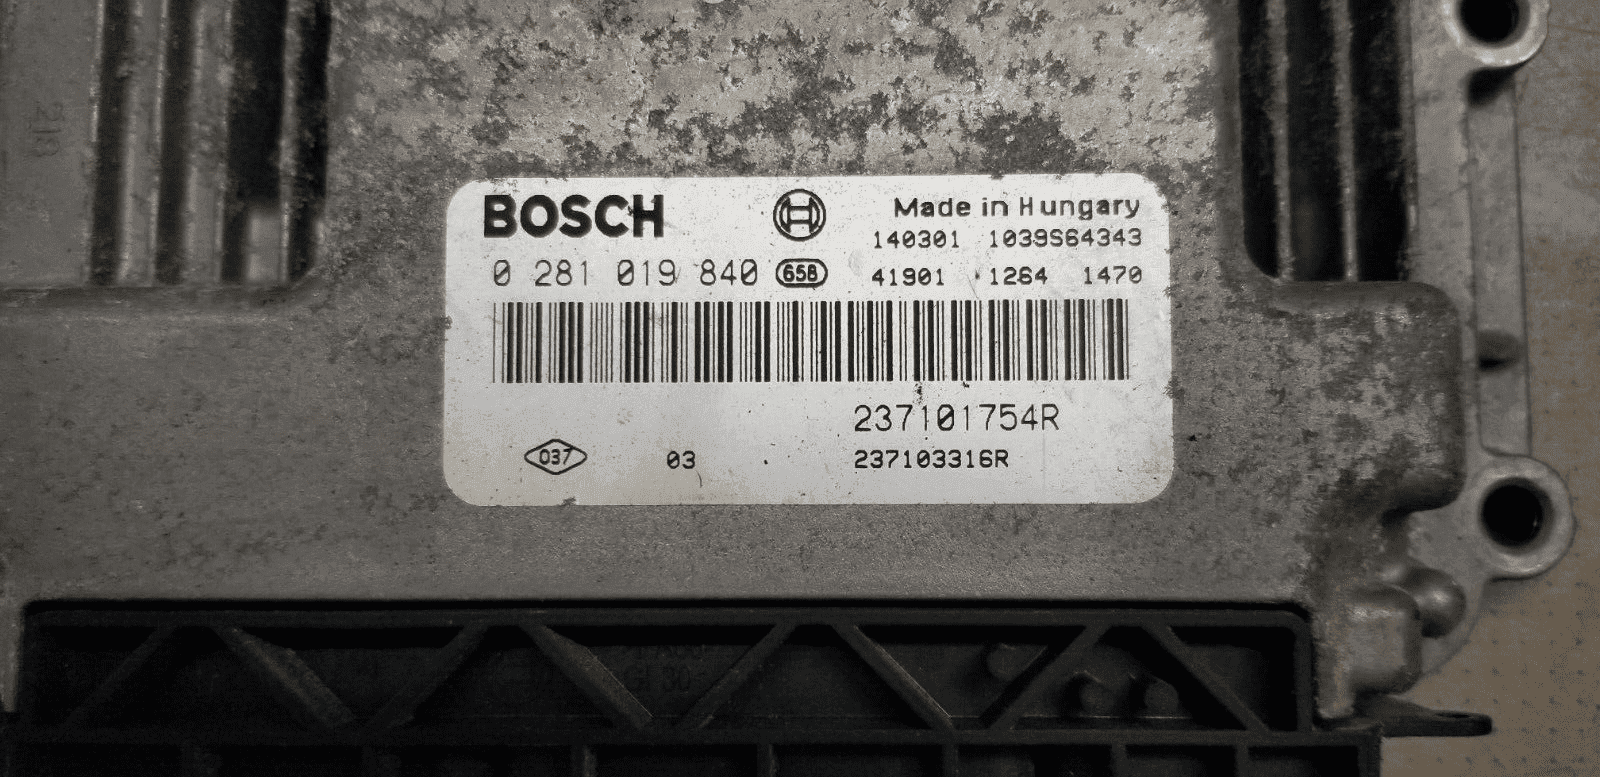 BOSCH
Made in Hungary
140301 1039S64343
0 281 019 840 658
41901 1264 1470
237101754R
037 03
237103316R